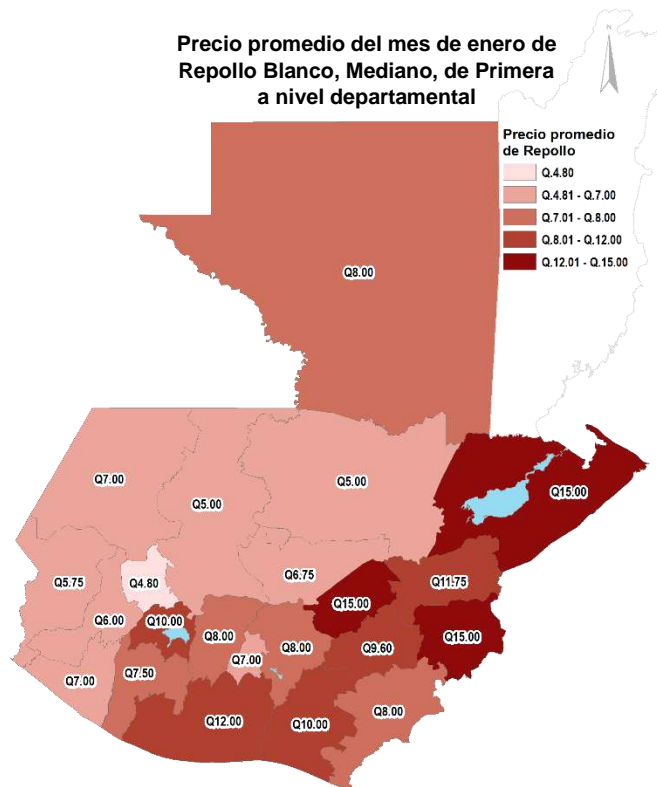 Precio promedio del mes de enero de
Repollo Blanco, Mediano, de Primera
a nivel departamental
N
Precio promedio
de Repollo
Q.4.80
Q.4.81 - Q.7.00
Q.7.01 - Q.8.00
Q.8.01 - Q.12.00
Q.12.01 - Q.15.00
Q8.00
Q7.00
Q5.00
Q5.00
Q15.00
Q5.75
Q4.80
Q6.75
Q11.75
Q6.00
Q10.00
Q15.00
Q8.00
Q7.00
Q8.00
Q9.60
Q15.00
Q7.00
Q7.50
Q12.00
Q10.00
Q8.00